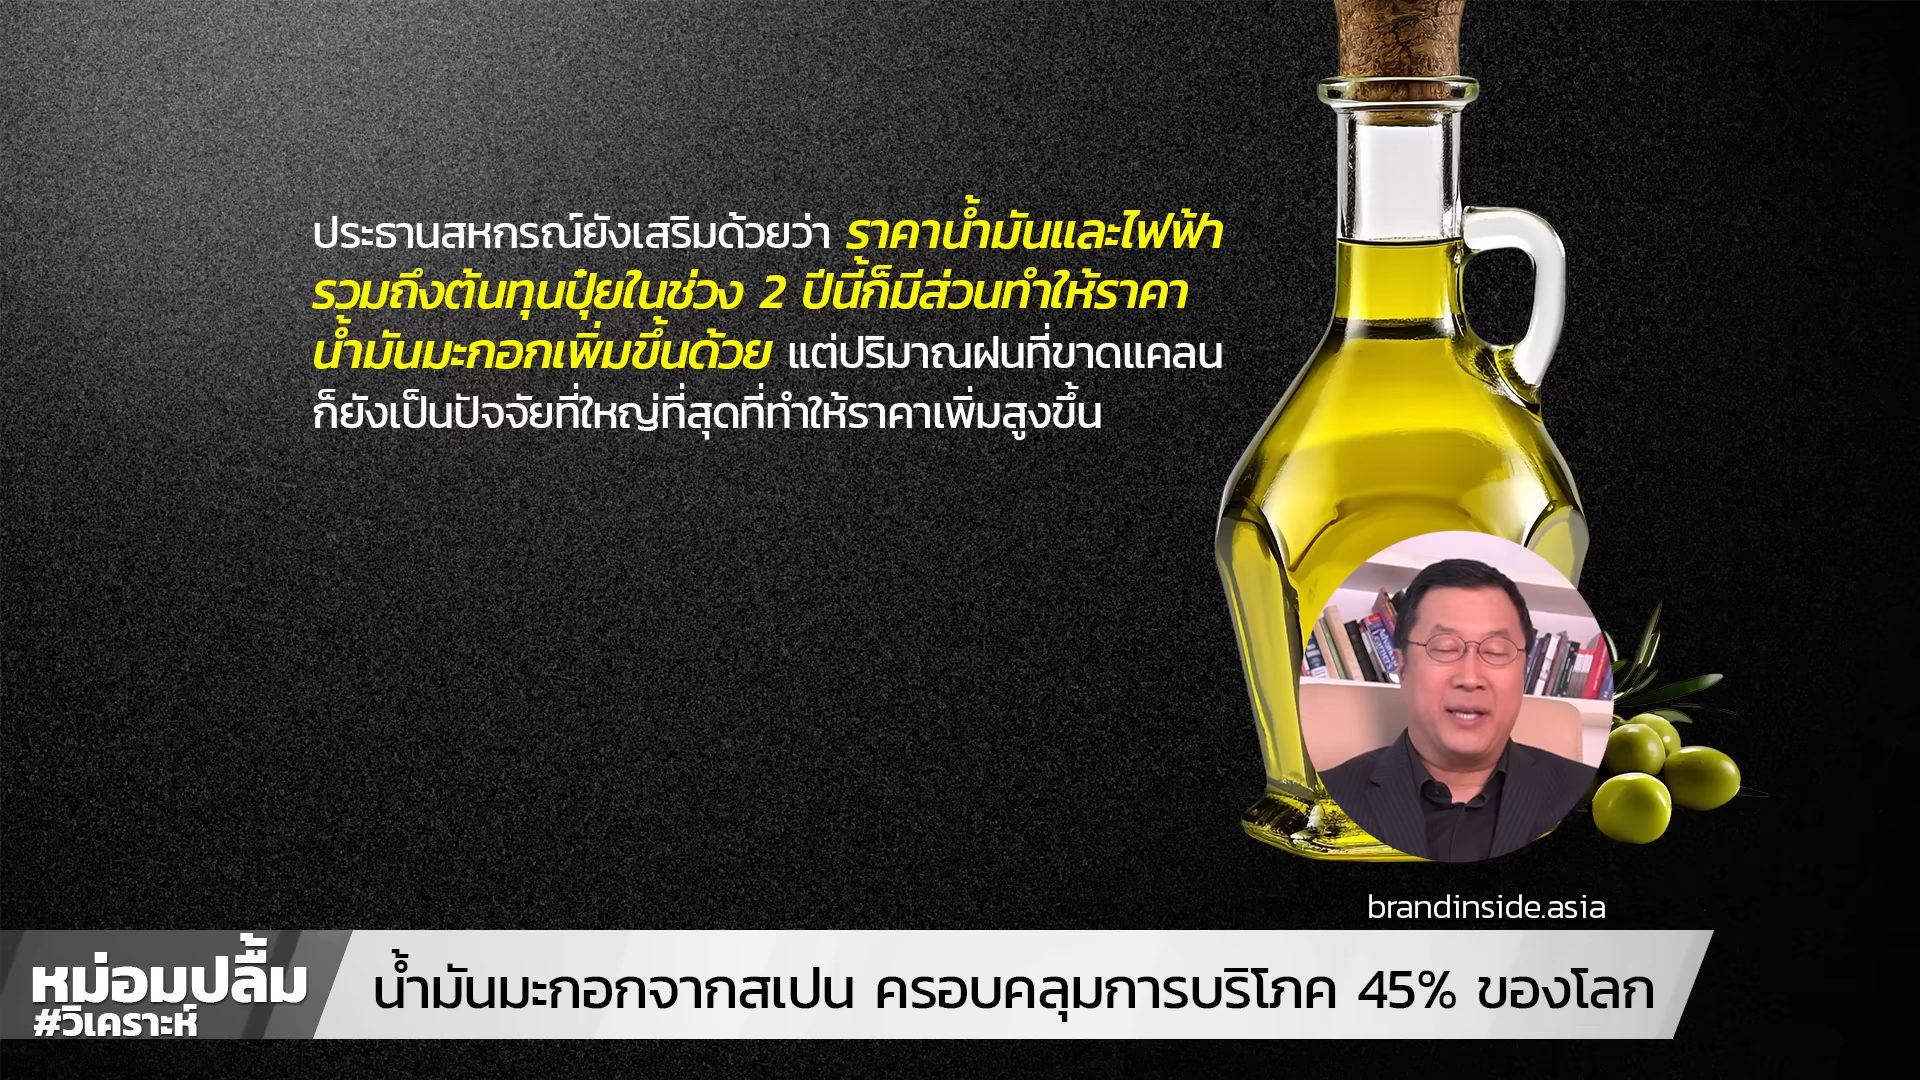 ประธานสหกรณ์ยังเสริมด้วยว่า ราคาน้ำมันและไฟฟ้า
รวมถึงต้นทุนปุ๋ยในช่วง 2 ปีนี้ก็มีส่วนทำให้ราคา
น้ำมันมะกอกเพิ่มขึ้นด้วย แต่ปริมาณฝนที่ขาดแคลน
ก็ยังเป็นปัจจัยที่ใหญ่ที่สุดที่ทำให้ราคาเพิ่มสูงขึ้น
Advanced
Learner's
brandinside.asia
หม่อมปลื้ม
#วิเคราะห์
น้ำมันมะกอกจากสเปน ครอบคลุมการบริโภค 45% ของโลก